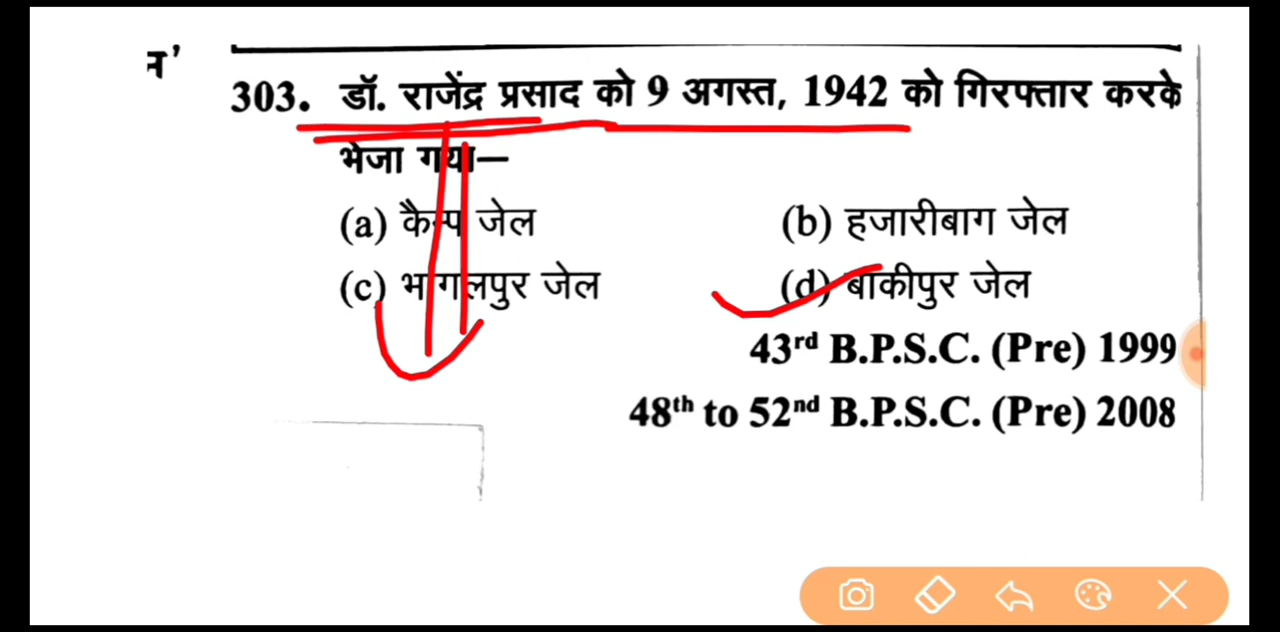 न'
303. डॉ. राजेंद्र प्रसाद को 9 अगस्त, 1942 को गिरफ्तार करके
भेजा गया—
(a) कैम्प जेल (b) हजारीबाग जेल
(c) भागलपुर जेल (d) बांकीपुर जेल
43rd B.P.S.C. (Pre) 1999
48th to 52nd B.P.S.C. (Pre) 2008